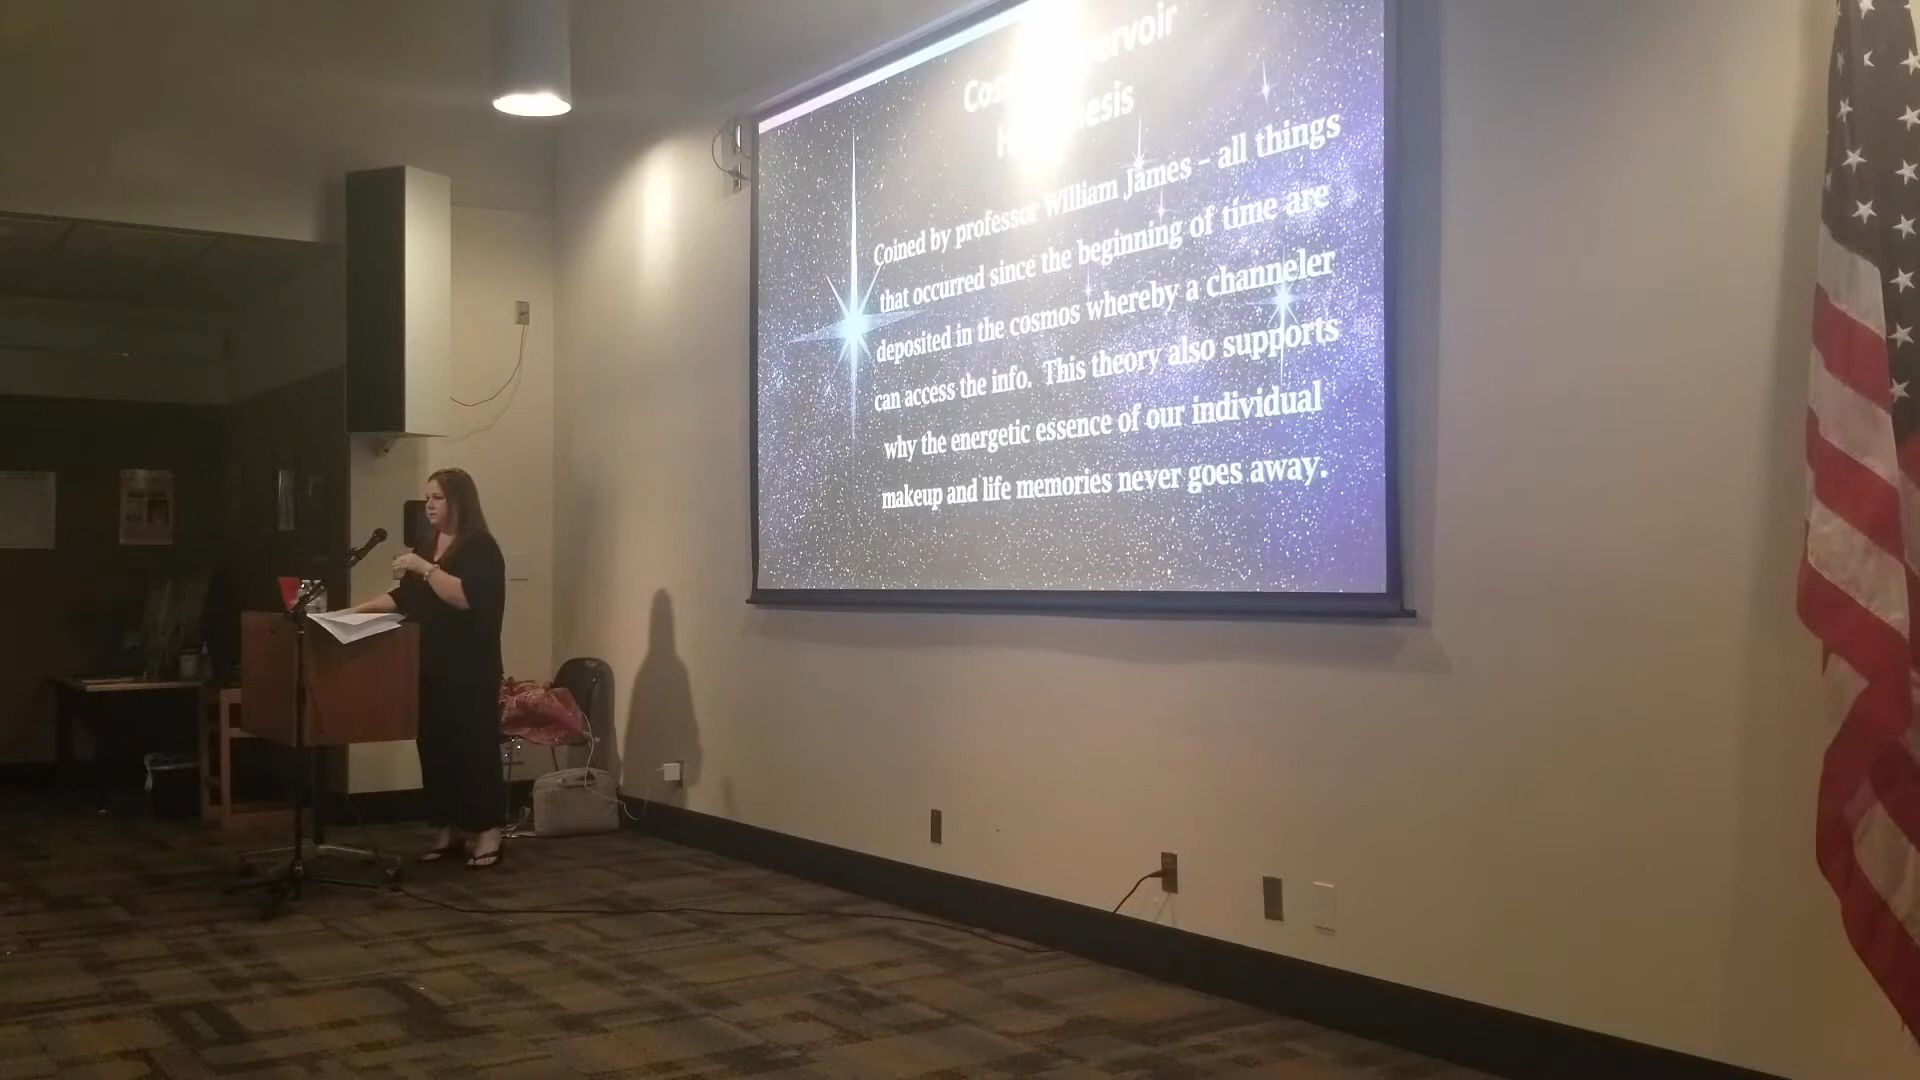 Coined by professor William James - all things
that occurred since the beginning of time are
deposited in the cosmos whereby a channeler
can access the info. This theory also supports
why the energetic essence of our individual
makeup and life memories never goes away.